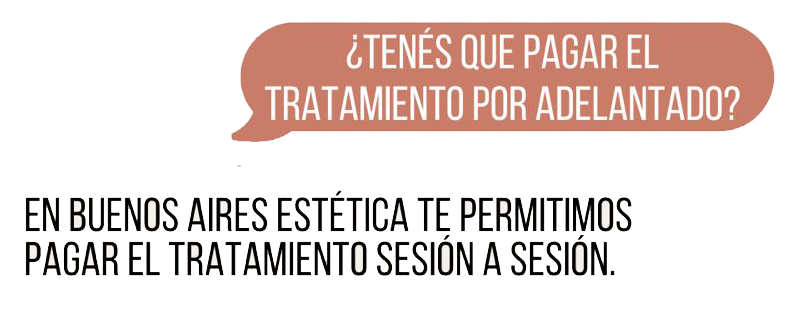 ¿TENÉS QUE PAGAR EL
TRATAMIENTO POR ADELANTADO?
EN BUENOS AIRES ESTÉTICA TE PERMITIMOS
PAGAR EL TRATAMIENTO SESIÓN A SESIÓN.